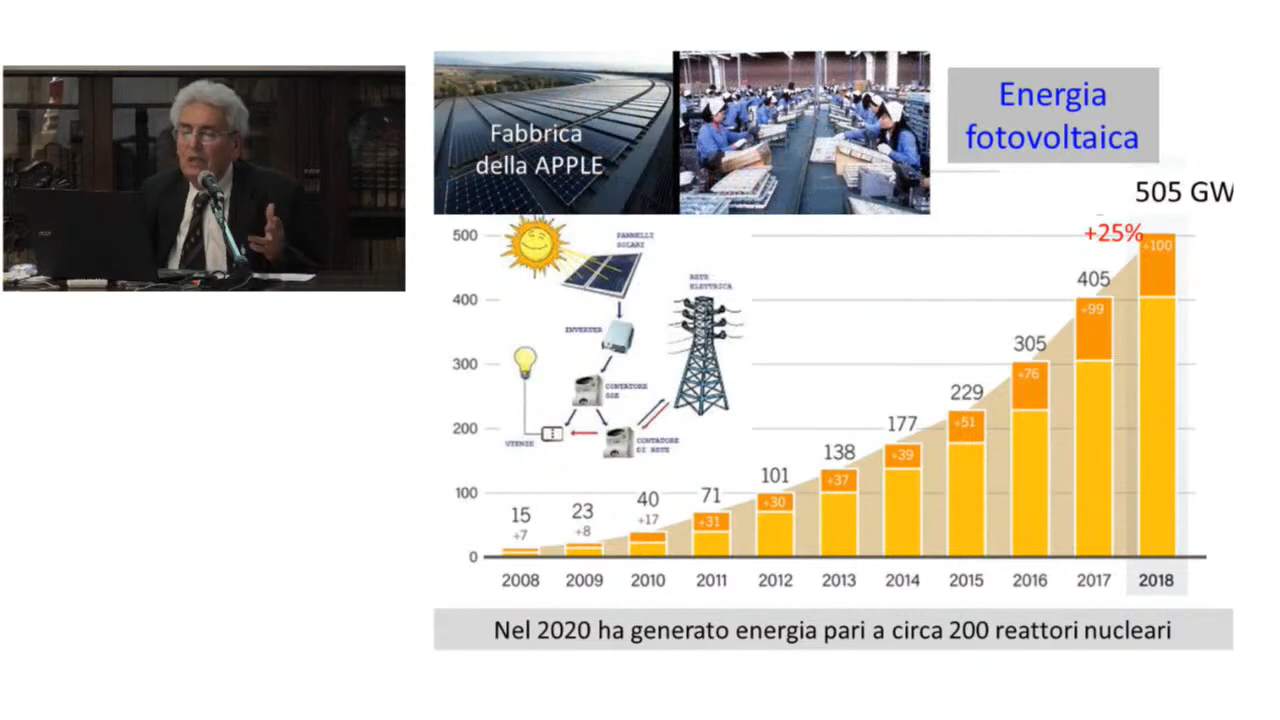 Fabbrica
della APPLE
Energia
fotovoltaica
505 GW
+25%
PANNELLI
SOLARI
RETE
ELETTRICA
INVERTER
CONTATORE
GSE
UTENZE
CONTATORE
DI RETE
500
400
300
200
100
0
15
+7
23
+8
40
+17
71
+31
101
+30
138
+37
177
+39
229
+51
305
+76
405
+99
+100
2008 2009 2010 2011 2012 2013 2014 2015 2016 2017 2018
Nel 2020 ha generato energia pari a circa 200 reattori nucleari